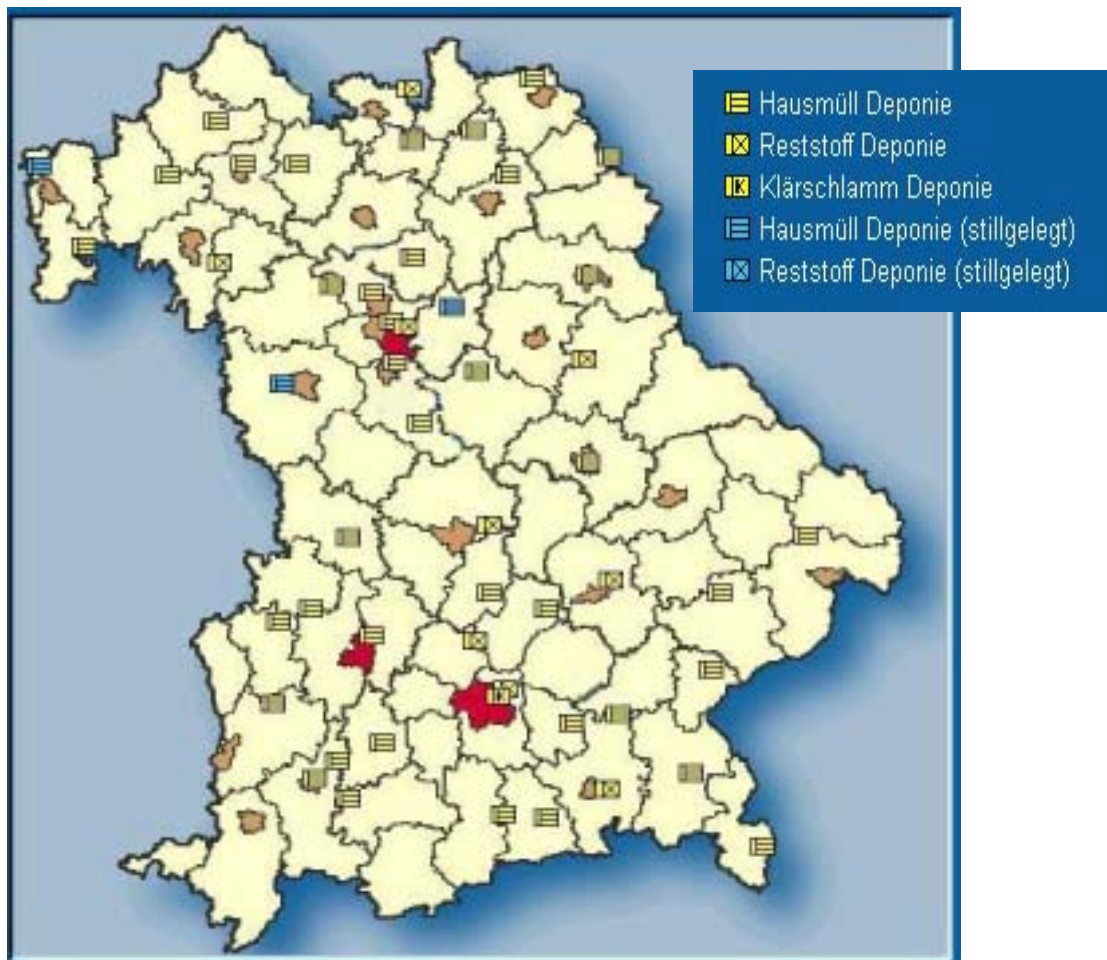 Hausmüll Deponie
Reststoff Deponie
Klärschlamm Deponie
Hausmüll Deponie (stillgelegt)
Reststoff Deponie (stillgelegt)